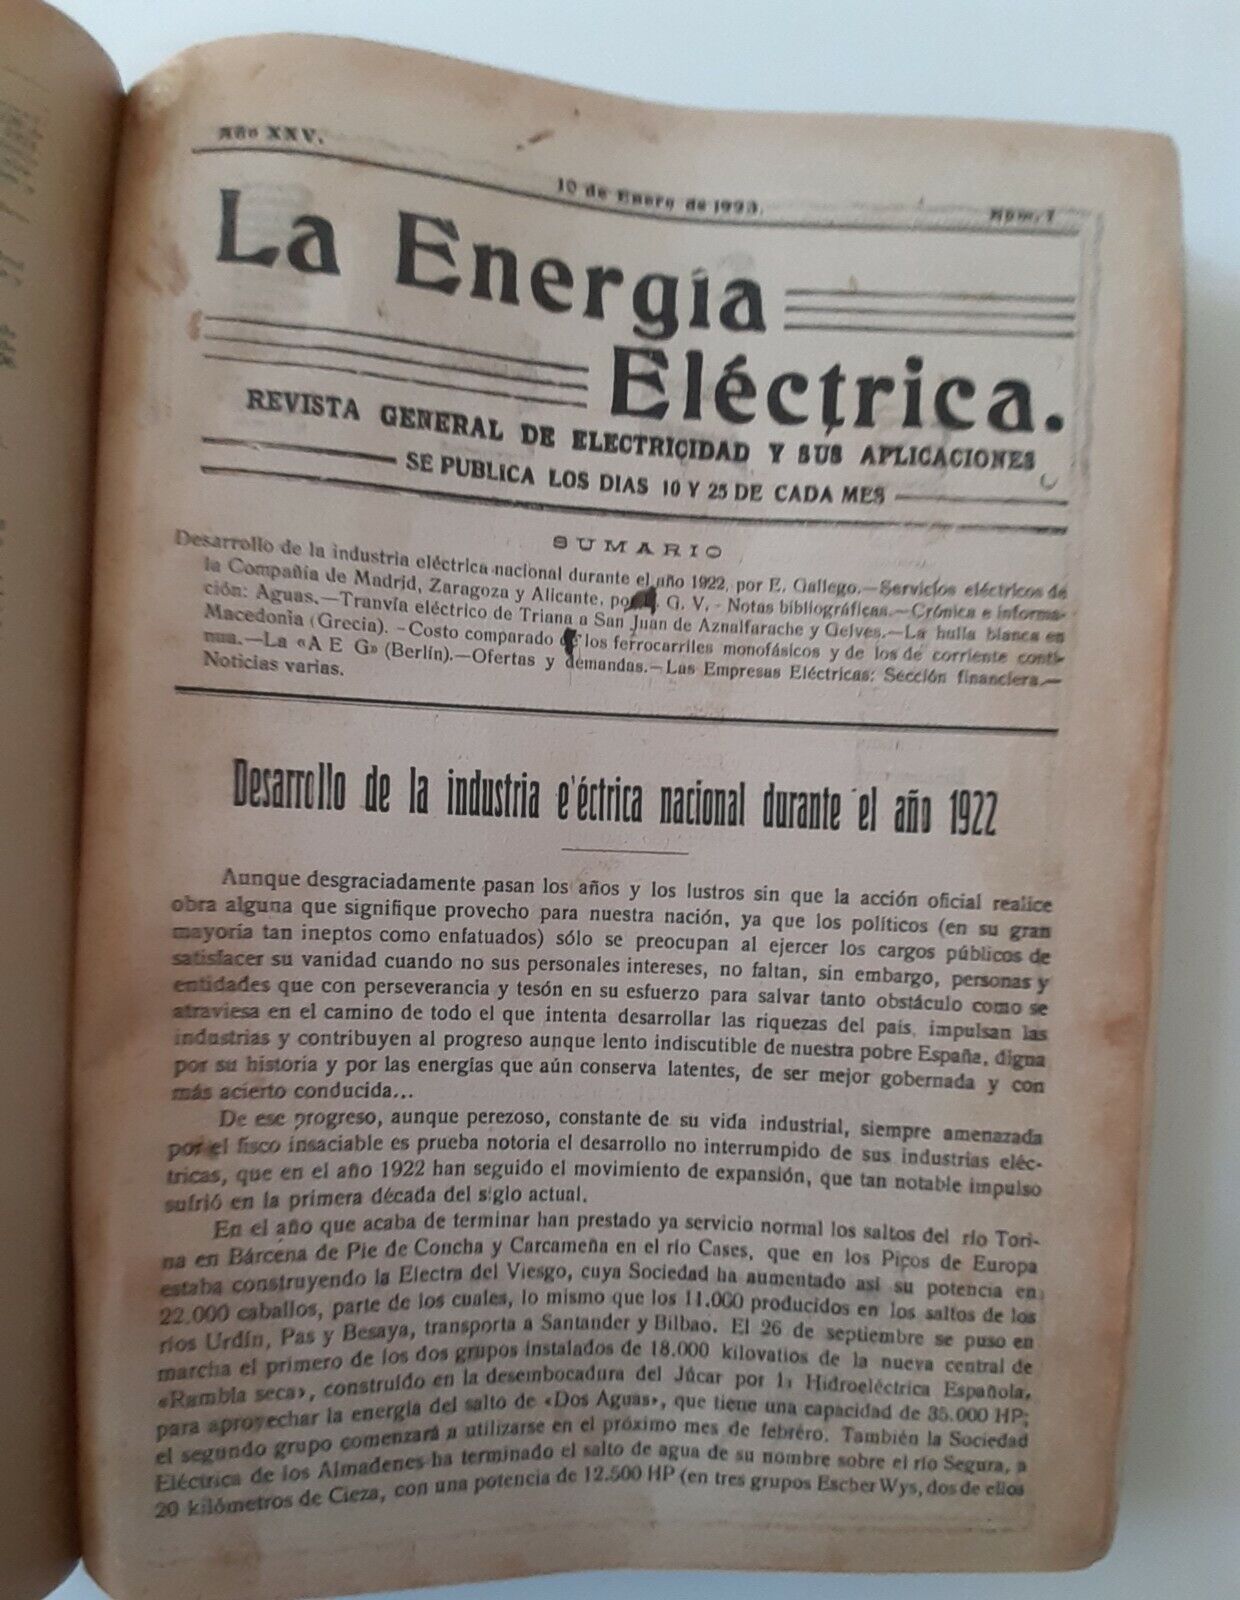 Año XXV.
10 de Enero de 1923.
Núm. 1
La Energía
Eléctrica.
REVISTA GENERAL DE ELECTRICIDAD Y SUS APLICACIONES
SE PUBLICA LOS DIAS 10 Y 25 DE CADA MES
SUMARIO
Desarrollo de la industria eléctrica nacional durante el año 1922, por E. Gallego.—Servicios eléctricos de
la Compañía de Madrid, Zaragoza y Alicante, por G. V. - Notas bibliográficas.—Crónica e informa-
ción: Aguas.—Tranvía eléctrico de Triana a San Juan de Aznalfarache y Gelves.—La hulla blanca en
Macedonia (Grecia). -Costo comparado de los ferrocarriles monofásicos y de los de corriente conti-
nua.—La «A E G» (Berlín).—Ofertas y demandas.—Las Empresas Eléctricas: Sección financiera.—
Noticias varias.
Desarrollo de la industria e'éctrica nacional durante el año 1922
Aunque desgraciadamente pasan los años y los lustros sin que la acción oficial realice
obra alguna que signifique provecho para nuestra nación, ya que los políticos (en su gran
mayoría tan ineptos como enfatuados) sólo se preocupan al ejercer los cargos públicos de
satisfacer su vanidad cuando no sus personales intereses, no faltan, sin embargo, personas y
entidades que con perseverancia y tesón en su esfuerzo para salvar tanto obstáculo como se
atraviesa en el camino de todo el que intenta desarrollar las riquezas del país, impulsan las
industrias y contribuyen al progreso aunque lento indiscutible de nuestra pobre España, digna
por su historia y por las energías que aún conserva latentes, de ser mejor gobernada y con
más acierto conducida...
De ese progreso, aunque perezoso, constante de su vida industrial, siempre amenazada
por el fisco insaciable es prueba notoria el desarrollo no interrumpido de sus industrias eléc-
tricas, que en el año 1922 han seguido el movimiento de expansión, que tan notable impulso
sufrió en la primera década del siglo actual.
En el año que acaba de terminar han prestado ya servicio normal los saltos del río Tori-
na en Bárcena de Pie de Concha y Carcameña en el río Cases, que en los Picos de Europa
estaba construyendo la Electra del Viesgo, cuya Sociedad ha aumentado así su potencia en
22.000 caballos, parte de los cuales, lo mismo que los 11.000 producidos en los saltos de los
ríos Urdín, Pas y Besaya, transporta a Santander y Bilbao. El 26 de septiembre se puso en
marcha el primero de los dos grupos instalados de 18.000 kilovatios de la nueva central de
«Rambla seca», construído en la desembocadura del Júcar por la Hidroeléctrica Española,
para aprovechar la energía del salto de «Dos Aguas», que tiene una capacidad de 35.000 HP;
el segundo grupo comenzará a utilizarse en el próximo mes de febrero. También la Sociedad
Eléctrica de los Almadenes ha terminado el salto de agua de su nombre sobre el río Segura, a
20 kilómetros de Cieza, con una potencia de 12.500 HP (en tres grupos Escher Wys, dos de ellos